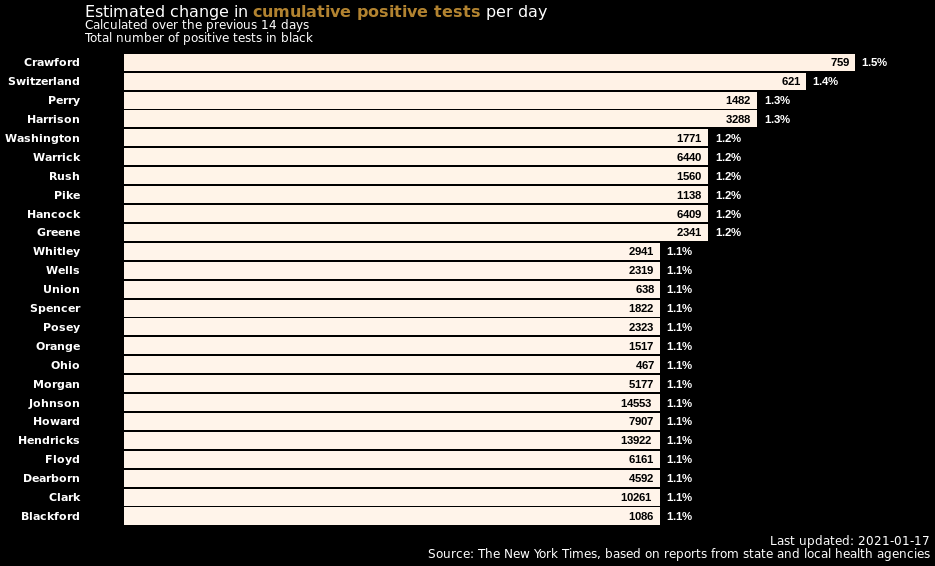 Estimated change in cumulative positive tests per day
Calculated over the previous 14 days
Total number of positive tests in black
Crawford 759 1.5%
Switzerland 621 1.4%
Perry 1482 1.3%
Harrison 3288 1.3%
Washington 1771 1.2%
Warrick 6440 1.2%
Rush 1560 1.2%
Pike 1138 1.2%
Hancock 6409 1.2%
Greene 2341 1.2%
Whitley 2941 1.1%
Wells 2319 1.1%
Union 638 1.1%
Spencer 1822 1.1%
Posey 2323 1.1%
Orange 1517 1.1%
Ohio 467 1.1%
Morgan 5177 1.1%
Johnson 14553 1.1%
Howard 7907 1.1%
Hendricks 13922 1.1%
Floyd 6161 1.1%
Dearborn 4592 1.1%
Clark 10261 1.1%
Blackford 1086 1.1%
Last updated: 2021-01-17
Source: The New York Times, based on reports from state and local health agencies